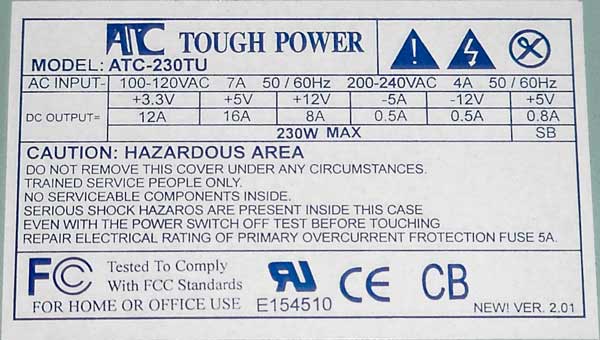 ATC TOUGH POWER
MODEL: ATC-230TU
AC INPUT- 100-120VAC 7A 50 / 60Hz 200-240VAC 4A 50 / 60Hz
+3.3V +5V +12V -5A -12V +5V
DC OUTPUT= 12A 16A 8A 0.5A 0.5A 0.8A
230W MAX SB
CAUTION: HAZARDOUS AREA
DO NOT REMOVE THIS COVER UNDER ANY CIRCUMSTANCES.
TRAINED SERVICE PEOPLE ONLY.
NO SERVICEABLE COMPONENTS INSIDE.
SERIOUS SHOCK HAZAROS ARE PRESENT INSIDE THIS CASE
EVEN WITH THE POWER SWITCH OFF TEST BEFORE TOUCHING
REPAIR ELECTRICAL RATING OF PRIMARY OVERCURRENT FROTECTION FUSE 5A.
FC Tested To Comply
With FCC Standards
FOR HOME OR OFFICE USE
RU
E154510
CE
CB
NEW! VER. 2.01